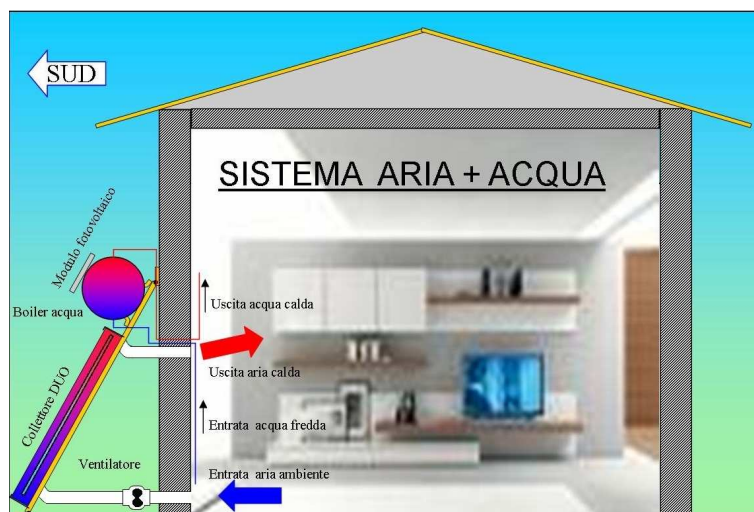 SUD
SISTEMA ARIA + ACQUA
Modulo fotovoltaico
Boiler acqua
Uscita acqua calda
Uscita aria calda
Collettore DUO
Entrata acqua fredda
Ventilatore
Entrata aria ambiente